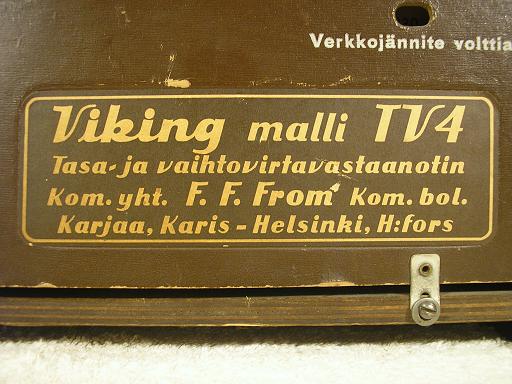 Verkkojännite volttia
Viking malli TV4
Tasa- ja vaihtovirtavastaanotin
Kom. yht. F. F. From Kom. bol.
Karjaa, Karis - Helsinki, H:fors